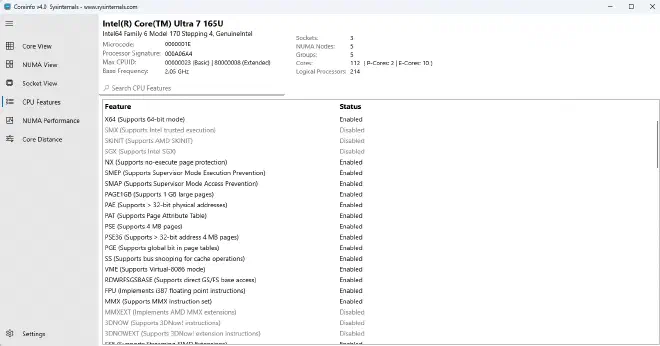 Coreinfo v4.0 Sysinternals - www.sysinternals.com
Intel(R) Core(TM) Ultra 7 165U
Intel64 Family 6 Model 170 Stepping 4, GenuineIntel
Microcode: 0000001E
Processor Signature: 000A06A4
Max CPUID: 00000023 (Basic) | 80000008 (Extended)
Base Frequency: 2.05 GHz
Sockets: 3
NUMA Nodes: 5
Groups: 5
Cores: 112 ( P-Cores: 2 | E-Cores: 10 )
Logical Processors: 214
Core View
NUMA View
Socket View
CPU Features
NUMA Performance
Core Distance
Settings
Search CPU Features
Feature Status
X64 (Supports 64-bit mode) Enabled
SMX (Supports Intel trusted execution) Disabled
SKINIT (Supports AMD SKINIT) Disabled
SGX (Supports Intel SGX) Disabled
NX (Supports no-execute page protection) Enabled
SMEP (Supports Supervisor Mode Execution Prevention) Enabled
SMAP (Supports Supervisor Mode Access Prevention) Enabled
PAGE1GB (Supports 1 GB large pages) Enabled
PAE (Supports > 32-bit physical addresses) Enabled
PAT (Supports Page Attribute Table) Enabled
PSE (Supports 4 MB pages) Enabled
PSE36 (Supports > 32-bit address 4 MB pages) Enabled
PGE (Supports global bit in page tables) Enabled
SS (Supports bus snooping for cache operations) Enabled
VME (Supports Virtual-8086 mode) Enabled
RDWRFSGSBASE (Supports direct GS/FS base access) Enabled
FPU (Implements i387 floating point instructions) Enabled
MMX (Supports MMX instruction set) Enabled
MMXEXT (Implements AMD MMX extensions) Disabled
3DNOW (Supports 3DNow! instructions) Disabled
3DNOWEXT (Supports 3DNow! extension instructions) Disabled